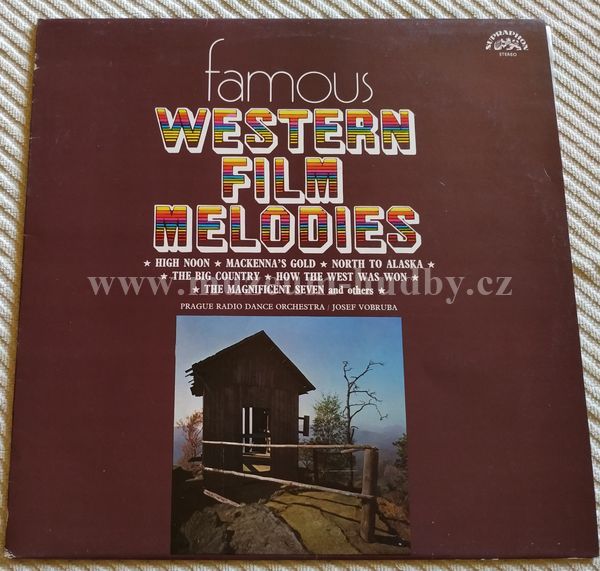 SUPRAPHON
STEREO
famous
WESTERN
FILM
MELODIES
★ HIGH NOON ★ MACKENNA'S GOLD ★ NORTH TO ALASKA ★
★ THE BIG COUNTRY ★ HOW THE WEST WAS WON ★
★ THE MAGNIFICENT SEVEN and others ★
PRAGUE RADIO DANCE ORCHESTRA / JOSEF VOBRUBA